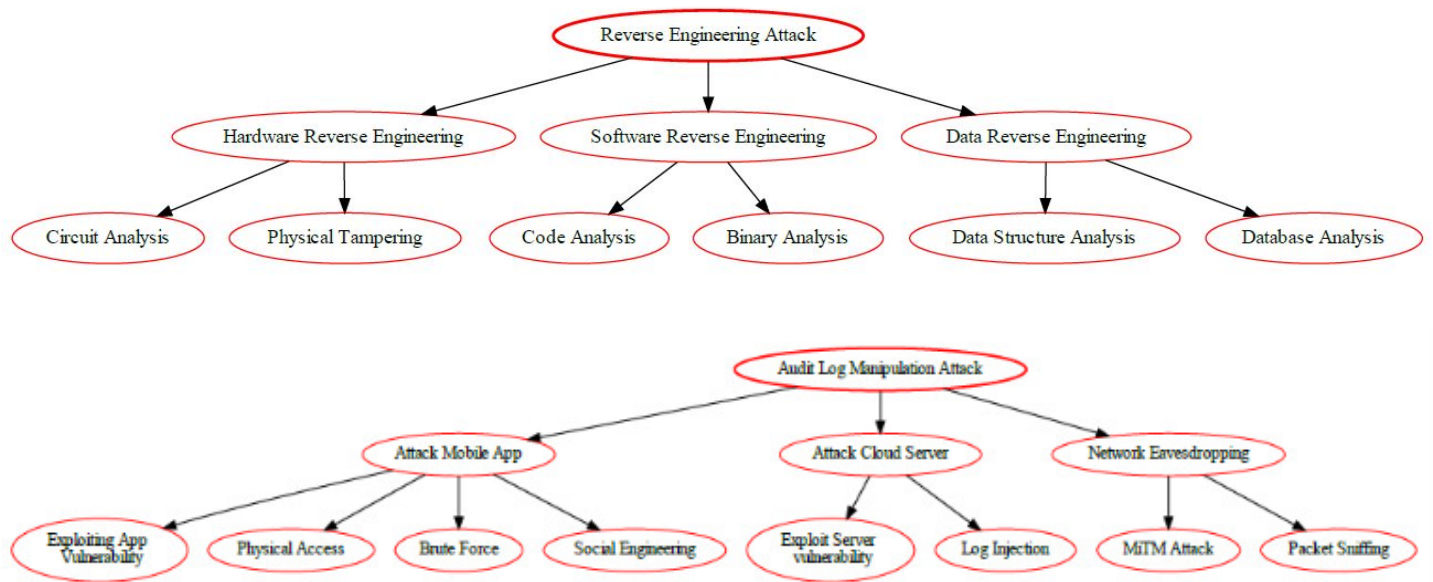 Reverse Engineering Attack
Hardware Reverse Engineering
Software Reverse Engineering
Data Reverse Engineering
Circuit Analysis
Physical Tampering
Code Analysis
Binary Analysis
Data Structure Analysis
Database Analysis
Audit Log Manipulation Attack
Attack Mobile App
Attack Cloud Server
Network Eavesdropping
Exploiting App
Vulnerability
Physical Access
Brute Force
Social Engineering
Exploit Server
vulnerability
Log Injection
MiTM Attack
Packet Sniffing